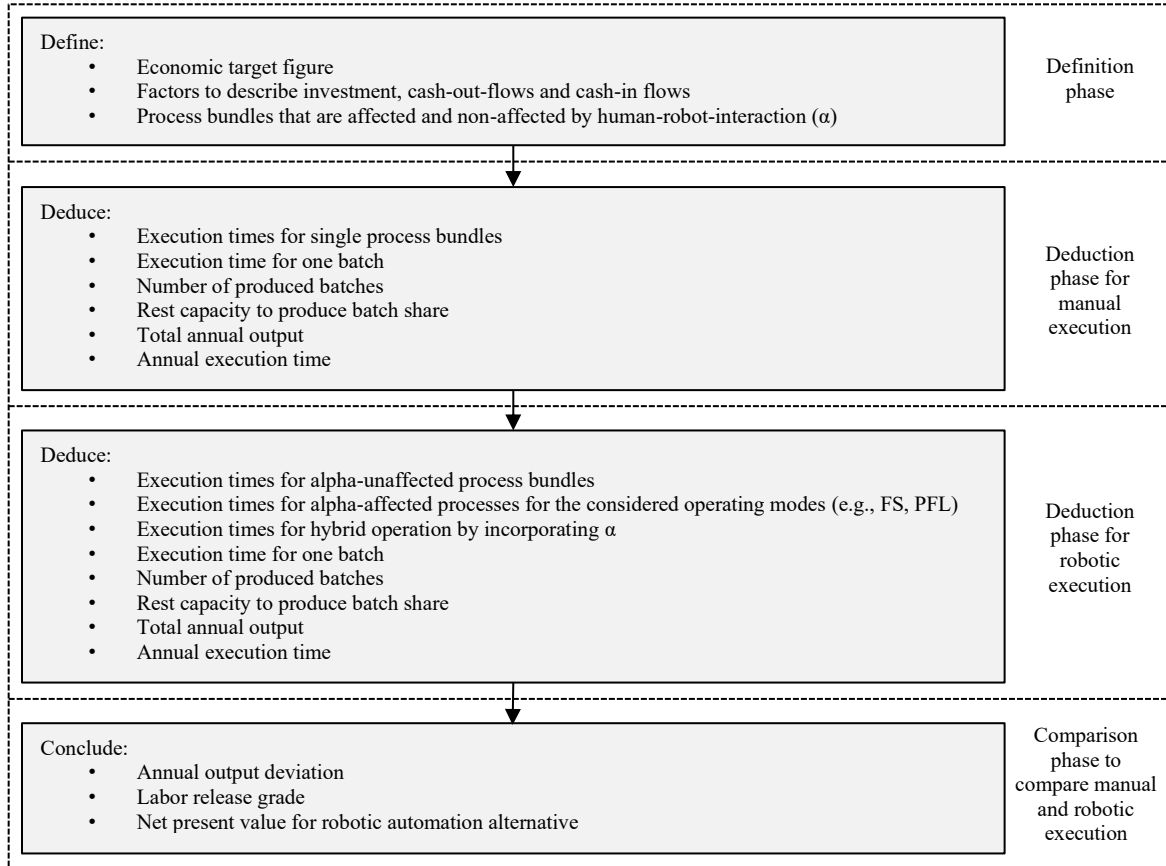 Define:
• Economic target figure
• Factors to describe investment, cash-out-flows and cash-in flows
• Process bundles that are affected and non-affected by human-robot-interaction (α)
Definition
phase
Deduce:
• Execution times for single process bundles
• Execution time for one batch
• Number of produced batches
• Rest capacity to produce batch share
• Total annual output
• Annual execution time
Deduction
phase for
manual
execution
Deduce:
• Execution times for alpha-unaffected process bundles
• Execution times for alpha-affected processes for the considered operating modes (e.g., FS, PFL)
• Execution times for hybrid operation by incorporating α
• Execution time for one batch
• Number of produced batches
• Rest capacity to produce batch share
• Total annual output
• Annual execution time
Deduction
phase for
robotic
execution
Conclude:
• Annual output deviation
• Labor release grade
• Net present value for robotic automation alternative
Comparison
phase to
compare manual
and robotic
execution